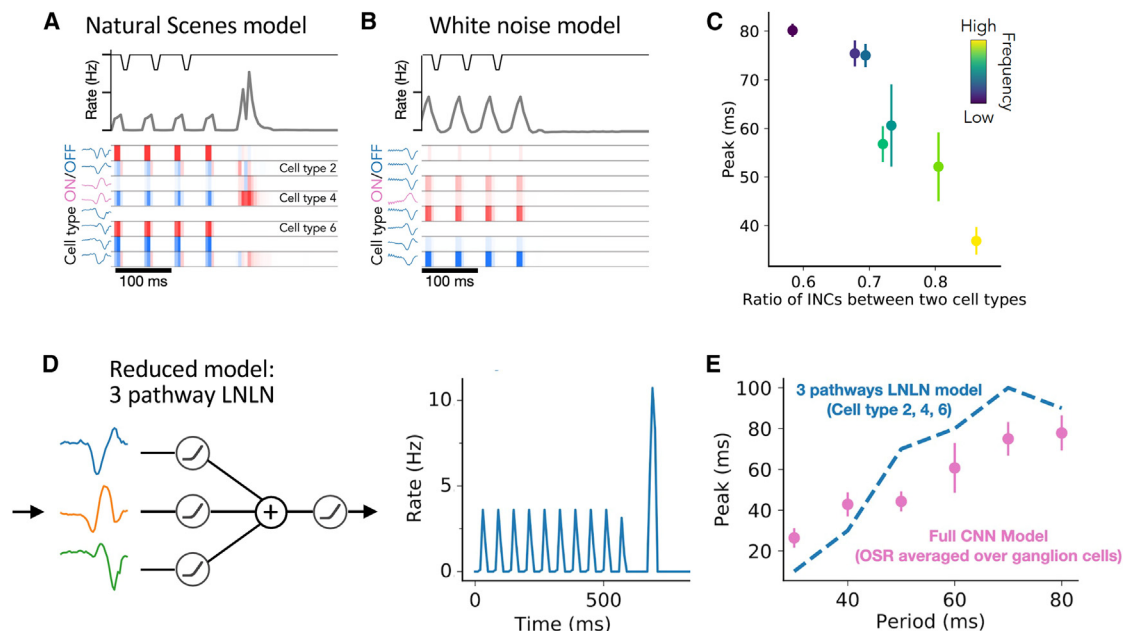 A
Natural Scenes model
Rate (Hz)
Cell type ON/OFF
Cell type 2
Cell type 4
Cell type 6
100 ms
B
White noise model
Rate (Hz)
Cell type ON/OFF
100 ms
C
80
70
60
50
40
Peak (ms)
0.6 0.7 0.8
Ratio of INCs between two cell types
High
Low
Frequency
D
Reduced model:
3 pathway LNLN
+
10
5
0
Rate (Hz)
0 500
Time (ms)
E
100
80
60
40
20
Peak (ms)
3 pathways LNLN model
(Cell type 2, 4, 6)
Full CNN Model
(OSR averaged over ganglion cells)
40 60 80
Period (ms)